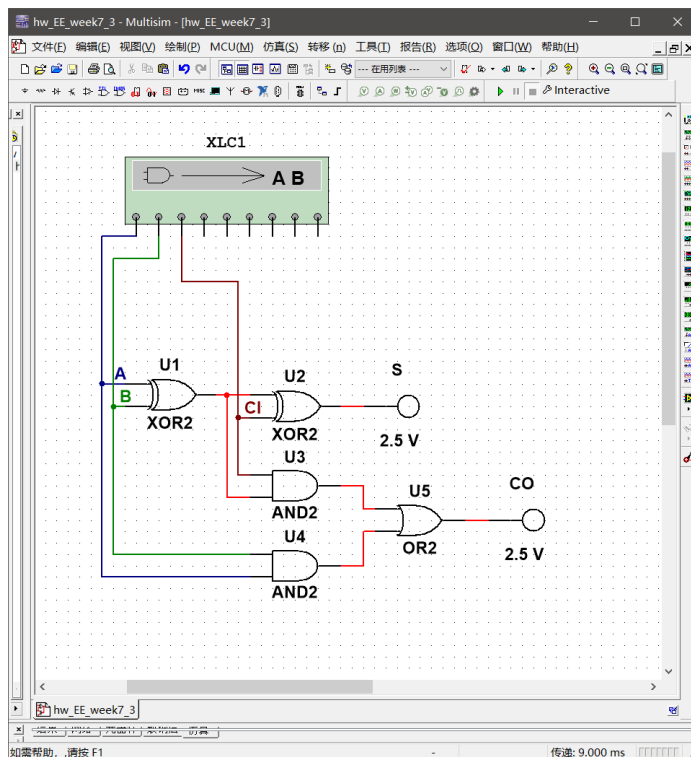 hw_EE_week7_3 - Multisim - [hw_EE_week7_3]
文件(F) 编辑(E) 视图(V) 绘制(P) MCU(M) 仿真(S) 转移 (n) 工具(T) 报告(R) 选项(O) 窗口(W) 帮助(H)
--- 在用列表 ---
Interactive
XLC1
A B
U1
A
B
XOR2
U2
CI
XOR2
S
2.5 V
U3
AND2
U4
AND2
U5
OR2
CO
2.5 V
hw_EE_week7_3
如需帮助，请按 F1
-
传递: 9.000 ms